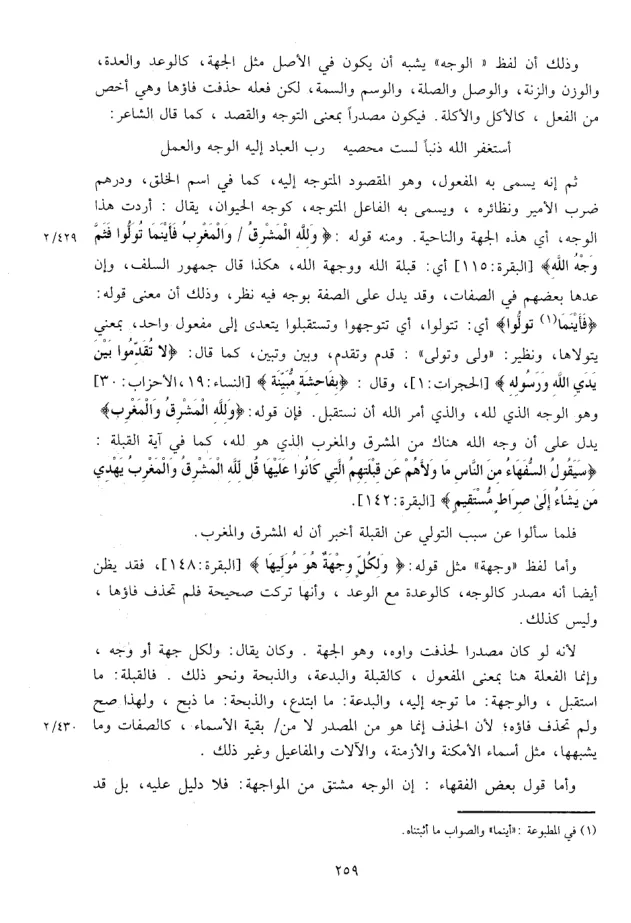 وذلك أن لفظ « الوجه» يشبه أن يكون في الأصل مثل الجهة، كالوعد والعدة،
والوزن والزنة، والوصل والصلة، والوسم والسمة، لكن فعله حذفت فاؤها وهي أخص
من الفعل ، كالأكل والأكلة. فيكون مصدراً بمعنى التوجه والقصد ، كما قال الشاعر:
أستغفر الله ذنباً لست محصيه رب العباد إليه الوجه والعمل
ثم إنه يسمى به المفعول، وهو المقصود المتوجه إليه، كما في اسم الخلق، ودرهم
ضرب الأمير ونظائره ، ويسمى به الفاعل المتوجه، كوجه الحيوان، يقال : أردت هذا
الوجه، أي هذه الجهة والناحية. ومنه قوله :﴿ وَلله الْمَشْرِقُ / وَالْمَغْرِبُ فَأَيْنَمَا تُوَلُّوا فَثَمَّ ٢/٤٢٩
وَجْهُ الله﴾ [البقرة:١١٥] أي: قبلة الله ووجهة الله، هكذا قال جمهور السلف، وإن
عدها بعضهم في الصفات، وقد يدل على الصفة بوجه فيه نظر، وذلك أن معنى قوله:
﴿فَأَيْنَمَا(١) تولُّوا﴾ أي: تتولوا، أي تتوجهوا وتستقبلوا يتعدى إلى مفعول واحد، بمعني
يتولاها، ونظير: «ولى وتولى» : قدم وتقدم، وبين وتبين، كما قال: ﴿لا تُقَدِّمُوا بَيْنَ
يَدَي اللَّه وَرَسُوله ﴾ [الحجرات:١]، وقال : ﴿بِفَاحشَة مُّبَيِّنَة ﴾ [النساء:١٩،الأحزاب:٣٠]
وهو الوجه الذي لله، والذي أمر الله أن نستقبل. فإن قوله:﴿وَلله الْمَشْرِقُ وَالْمَغْرِب﴾
يدل على أن وجه الله هناك من المشرق والمغرب الذي هو لله، كما في آية القبلة :
﴿سَيَقُولُ السُّفَهَاءُ مِنَ النَّاسِ مَا وَلاَّهُمْ عَن قِبْلَتِهِمُ الَّتِي كَانُوا عَلَيْهَا قُل لِّلَّه الْمَشْرِقُ وَالْمَغْرِبُ يَهْدِي
مَن يَشَاءُ إِلَىٰ صِرَاطٍ مُّسْتَقِيمٍ﴾ [البقرة:١٤٢].
فلما سألوا عن سبب التولي عن القبلة أخبر أن له المشرق والمغرب.
وأما لفظ «وجهة» مثل قوله:﴿ وَلِكُلٍّ وِجْهَةٌ هُوَ مُوَلِّيهَا ﴾ [البقرة:١٤٨]، فقد يظن
أيضا أنه مصدر كالوجه، كالوعدة مع الوعد ، وأنها تركت صحيحة فلم تحذف فاؤها ،
وليس كذلك.
لأنه لو كان مصدرا لحذفت واوه، وهو الجهة . وكان يقال: ولكل جهة أو وجه ،
وإنما الفعلة هنا بمعنى المفعول ، كالقبلة والبدعة، والذبحة ونحو ذلك . فالقبلة: ما
استقبل ، والوجهة: ما توجه إليه، والبدعة: ما ابتدع، والذبحة: ما ذبح ، ولهذا صح
ولم تحذف فاؤه؛ لأن الحذف إنما هو من المصدر لا من/ بقية الأسماء ، كالصفات وما ٢/٤٣٠
يشبهها، مثل أسماء الأمكنة والأزمنة، والآلات والمفاعيل وغير ذلك .
وأما قول بعض الفقهاء : إن الوجه مشتق من المواجهة: فلا دليل عليه، بل قد
(١) في المطبوعة :«أينما» والصواب ما أثبتناه.
٢٥٩